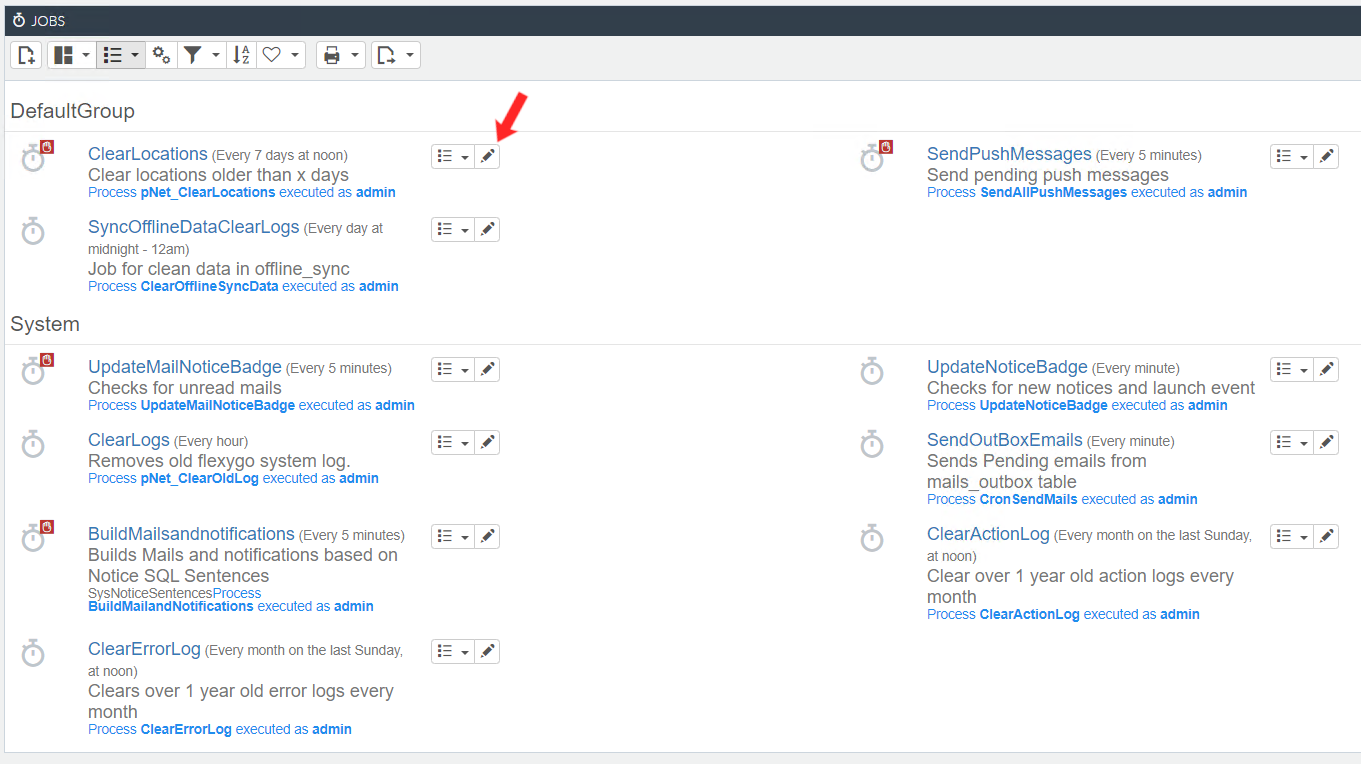 JOBS
DefaultGroup
ClearLocations (Every 7 days at noon)
Clear locations older than x days
Process pNet_ClearLocations executed as admin
SendPushMessages (Every 5 minutes)
Send pending push messages
Process SendAllPushMessages executed as admin
SyncOfflineDataClearLogs (Every day at
midnight - 12am)
Job for clean data in offline_sync
Process ClearOfflineSyncData executed as admin
System
UpdateMailNoticeBadge (Every 5 minutes)
Checks for unread mails
Process UpdateMailNoticeBadge executed as admin
UpdateNoticeBadge (Every minute)
Checks for new notices and launch event
Process UpdateNoticeBadge executed as admin
ClearLogs (Every hour)
Removes old flexygo system log.
Process pNet_ClearOldLog executed as admin
SendOutBoxEmails (Every minute)
Sends Pending emails from
mails_outbox table
Process CronSendMails executed as admin
BuildMailsandnotifications (Every 5 minutes)
Builds Mails and notifications based on
Notice SQL Sentences
SysNoticeSentencesProcess
BuildMailandNotifications executed as admin
ClearActionLog (Every month on the last Sunday,
at noon)
Clear over 1 year old action logs every
month
Process ClearActionLog executed as admin
ClearErrorLog (Every month on the last Sunday,
at noon)
Clears over 1 year old error logs every
month
Process ClearErrorLog executed as admin